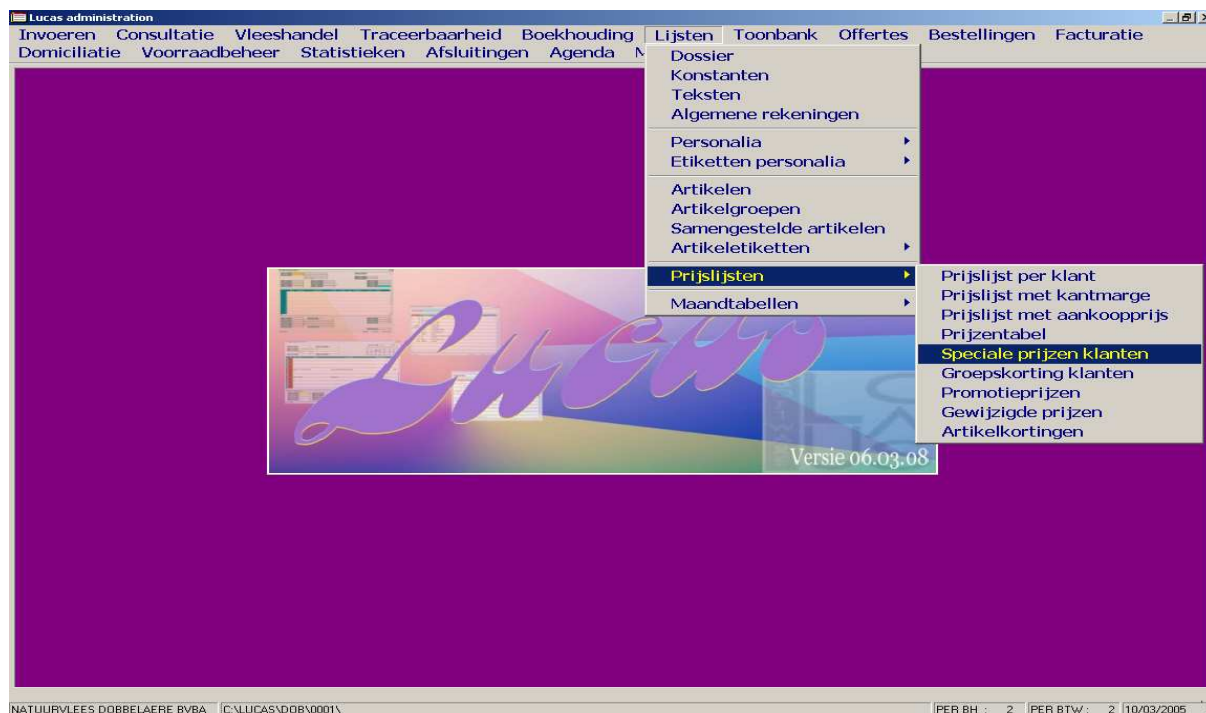 Lucas administration
Invoeren Consultatie Vleeshandel Traceerbaarheid Boekhouding Lijsten Toonbank Offertes Bestellingen Facturatie
Domiciliatie Voorraadbeheer Statistieken Afsluitingen Agenda
Dossier
Konstanten
Teksten
Algemene rekeningen
Personalia
Etiketten personalia
Artikelen
Artikelgroepen
Samengestelde artikelen
Artikeletiketten
Prijslijsten
Maandtabellen
Prijslijst per klant
Prijslijst met kantmarge
Prijslijst met aankoopprijs
Prijzentabel
Speciale prijzen klanten
Groepskorting klanten
Promotieprijzen
Gewijzigde prijzen
Artikelkortingen
Lucas
Versie 06.03.08
NATUURVLEES DOBBELAERE BVBA C:\LUCAS\DOB\0001\ PER BH : 2 PER BTW : 2 10/03/2005